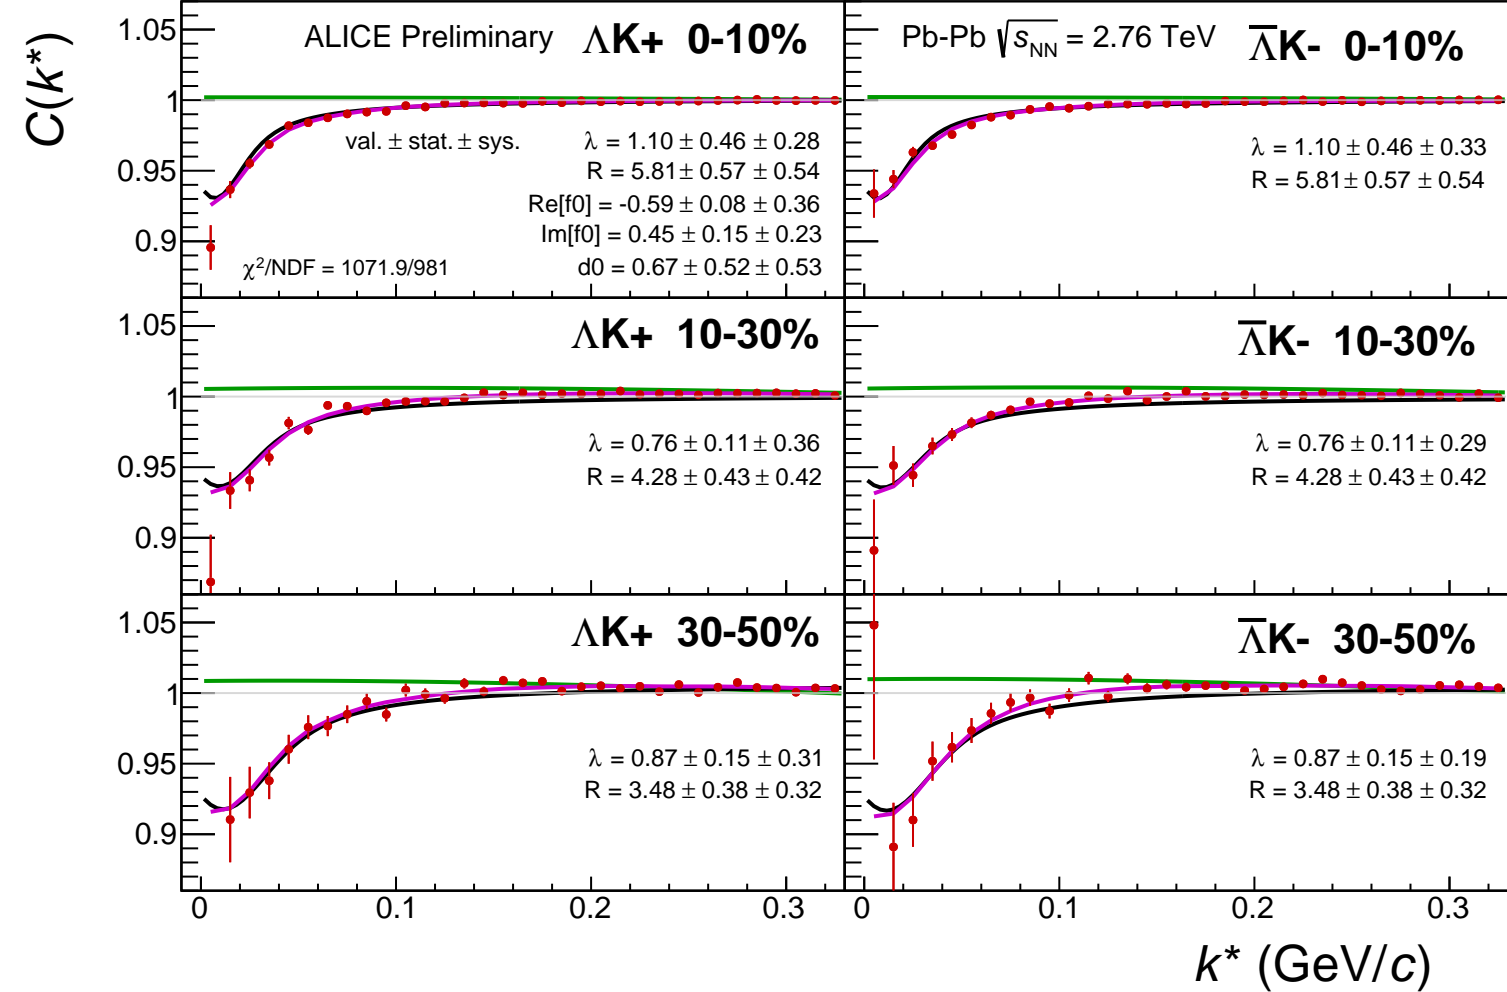 C(k*)
1.05
1
0.95
0.9
ALICE Preliminary ΛK+ 0-10%
val. ± stat. ± sys.
λ = 1.10 ± 0.46 ± 0.28
R = 5.81± 0.57 ± 0.54
Re[f0] = -0.59 ± 0.08 ± 0.36
Im[f0] = 0.45 ± 0.15 ± 0.23
χ²/NDF = 1071.9/981
d0 = 0.67 ± 0.52 ± 0.53
Pb-Pb √sNN = 2.76 TeV Λ̅K- 0-10%
λ = 1.10 ± 0.46 ± 0.33
R = 5.81± 0.57 ± 0.54
1.05
1
0.95
0.9
ΛK+ 10-30%
λ = 0.76 ± 0.11 ± 0.36
R = 4.28 ± 0.43 ± 0.42
Λ̅K- 10-30%
λ = 0.76 ± 0.11 ± 0.29
R = 4.28 ± 0.43 ± 0.42
1.05
1
0.95
0.9
ΛK+ 30-50%
λ = 0.87 ± 0.15 ± 0.31
R = 3.48 ± 0.38 ± 0.32
Λ̅K- 30-50%
λ = 0.87 ± 0.15 ± 0.19
R = 3.48 ± 0.38 ± 0.32
0 0.1 0.2 0.3
0 0.1 0.2 0.3
k* (GeV/c)